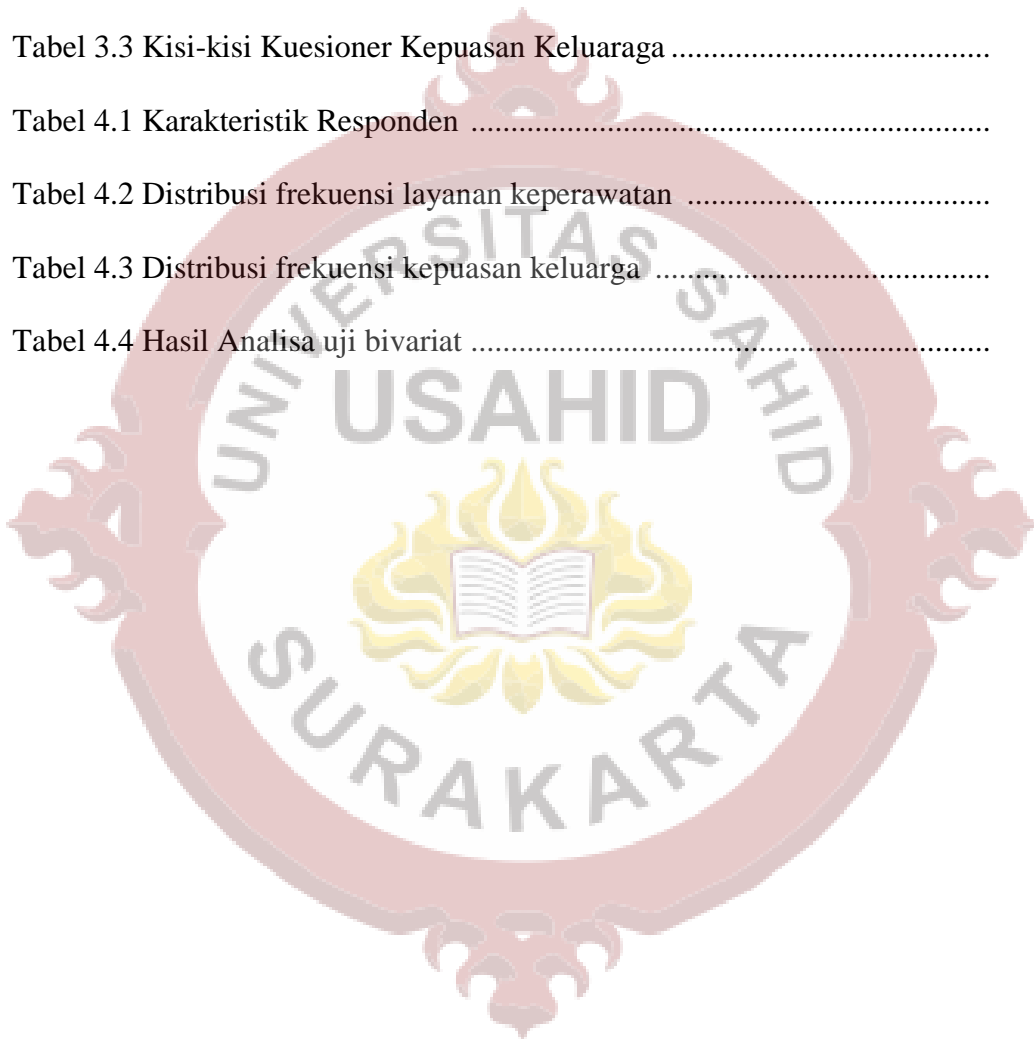 Tabel 3.3 Kisi-kisi Kuesioner Kepuasan Keluaraga ........................................
Tabel 4.1 Karakteristik Responden .................................................................
Tabel 4.2 Distribusi frekuensi layanan keperawatan ......................................
Tabel 4.3 Distribusi frekuensi kepuasan keluarga ..........................................
Tabel 4.4 Hasil Analisa uji bivariat .................................................................
UNIVERSITAS SAHID
USAHID
SURAKARTA